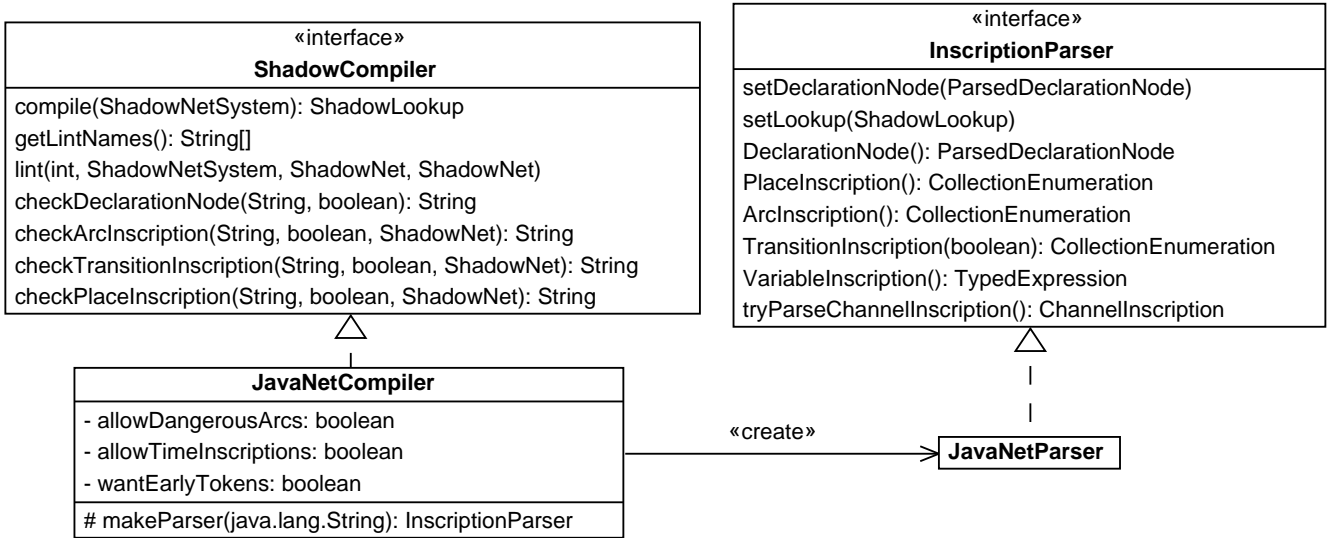 «interface»
ShadowCompiler
compile(ShadowNetSystem): ShadowLookup
getLintNames(): String[]
lint(int, ShadowNetSystem, ShadowNet, ShadowNet)
checkDeclarationNode(String, boolean): String
checkArcInscription(String, boolean, ShadowNet): String
checkTransitionInscription(String, boolean, ShadowNet): String
checkPlaceInscription(String, boolean, ShadowNet): String
«interface»
InscriptionParser
setDeclarationNode(ParsedDeclarationNode)
setLookup(ShadowLookup)
DeclarationNode(): ParsedDeclarationNode
PlaceInscription(): CollectionEnumeration
ArcInscription(): CollectionEnumeration
TransitionInscription(boolean): CollectionEnumeration
VariableInscription(): TypedExpression
tryParseChannelInscription(): ChannelInscription
JavaNetCompiler
- allowDangerousArcs: boolean
- allowTimeInscriptions: boolean
- wantEarlyTokens: boolean
# makeParser(java.lang.String): InscriptionParser
«create»
JavaNetParser